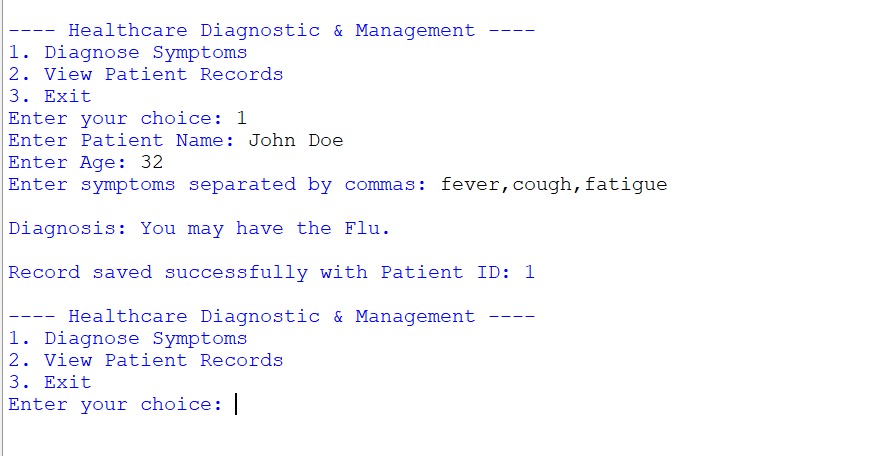 ---- Healthcare Diagnostic & Management ----
1. Diagnose Symptoms
2. View Patient Records
3. Exit
Enter your choice: 1
Enter Patient Name: John Doe
Enter Age: 32
Enter symptoms separated by commas: fever,cough,fatigue
Diagnosis: You may have the Flu.
Record saved successfully with Patient ID: 1
---- Healthcare Diagnostic & Management ----
1. Diagnose Symptoms
2. View Patient Records
3. Exit
Enter your choice: